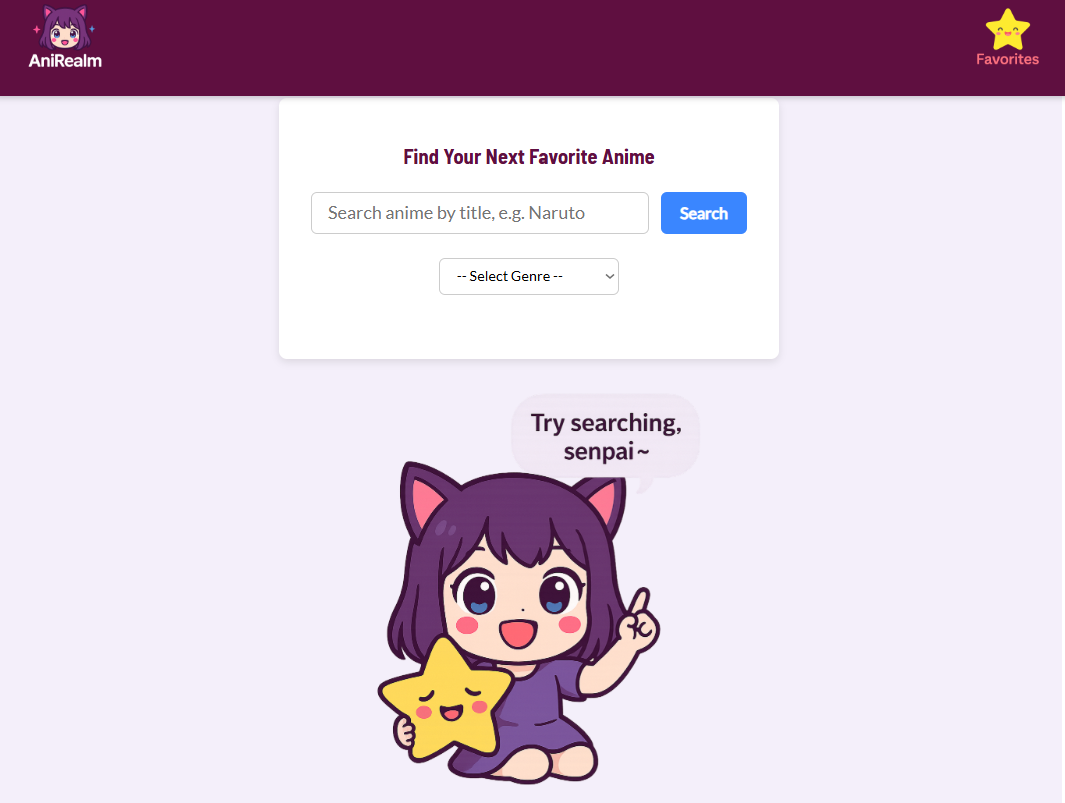 AniRealm
Favorites
Find Your Next Favorite Anime
Search anime by title, e.g. Naruto
Search
-- Select Genre --
Try searching,
senpai~